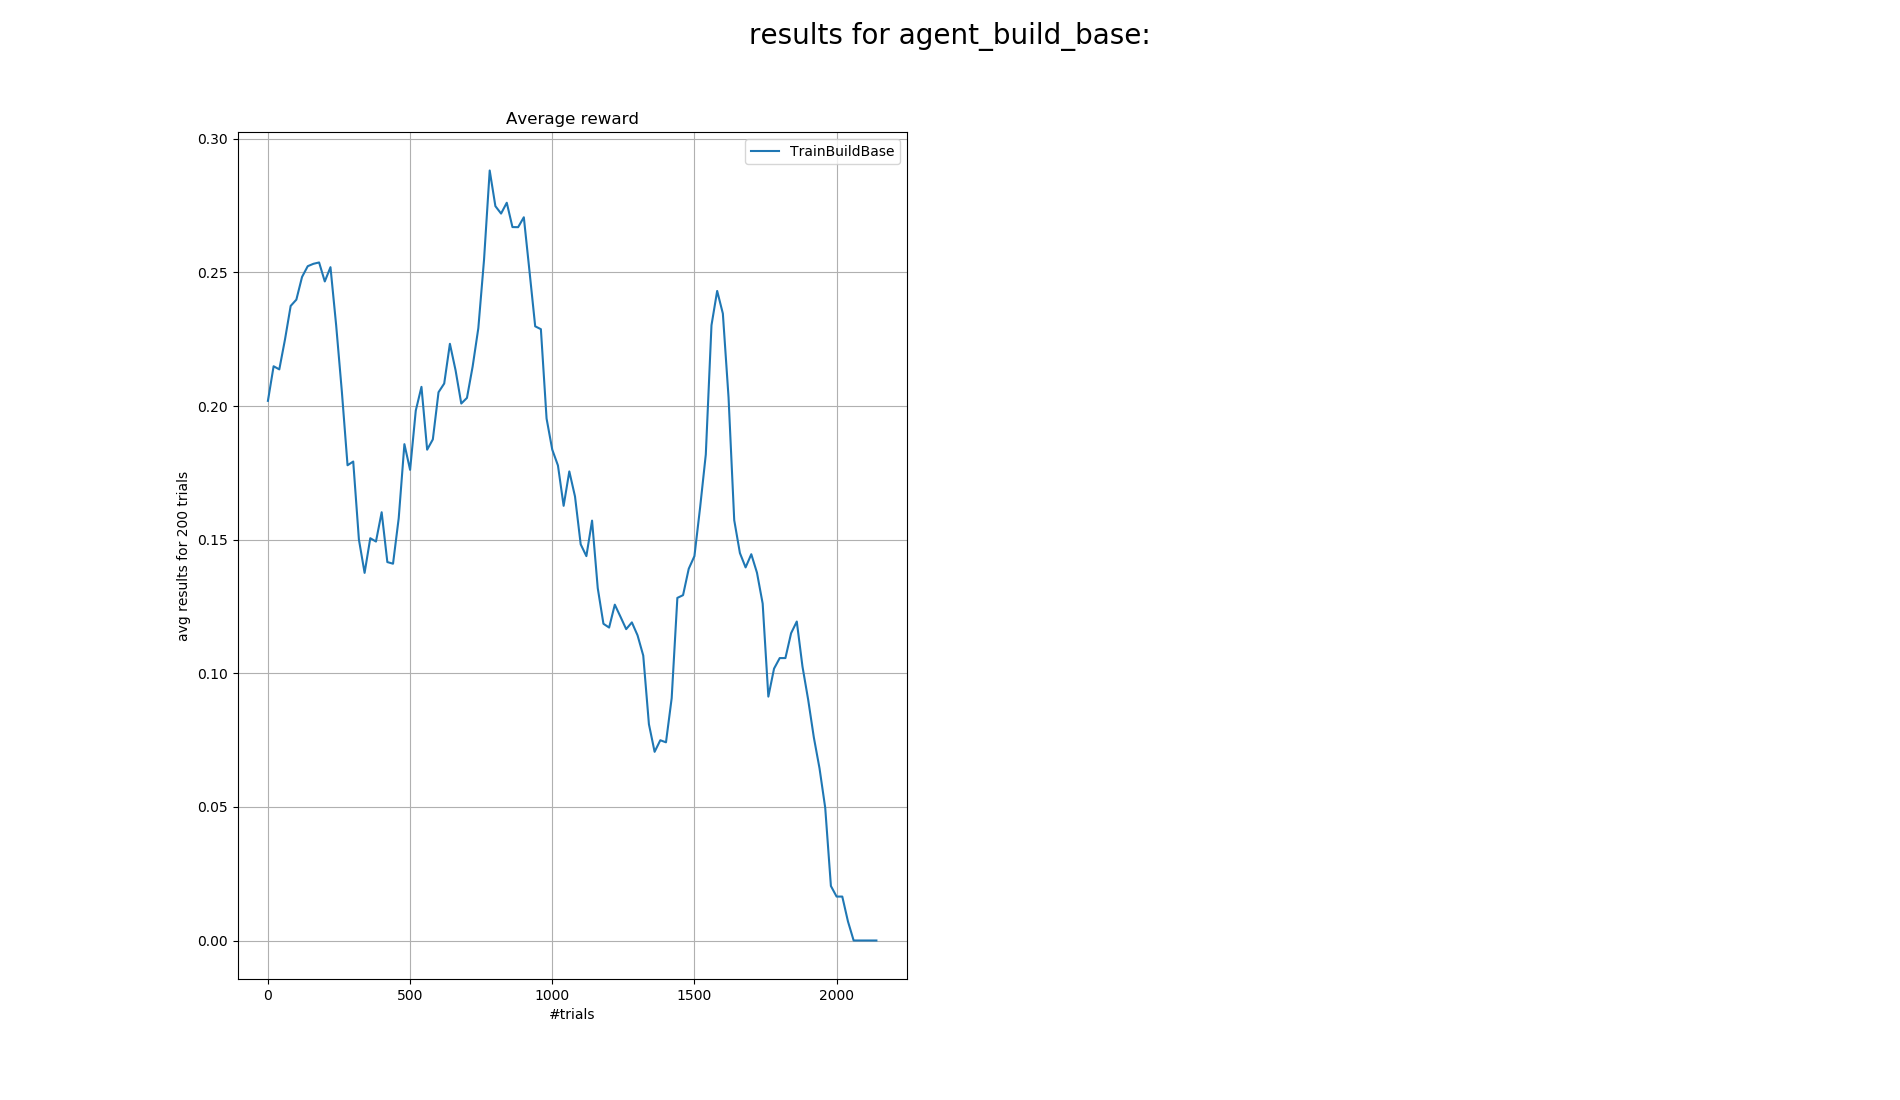 results for agent_build_base:
Average reward
TrainBuildBase
avg results for 200 trials
0.30
0.25
0.20
0.15
0.10
0.05
0.00
0 500 1000 1500 2000
#trials